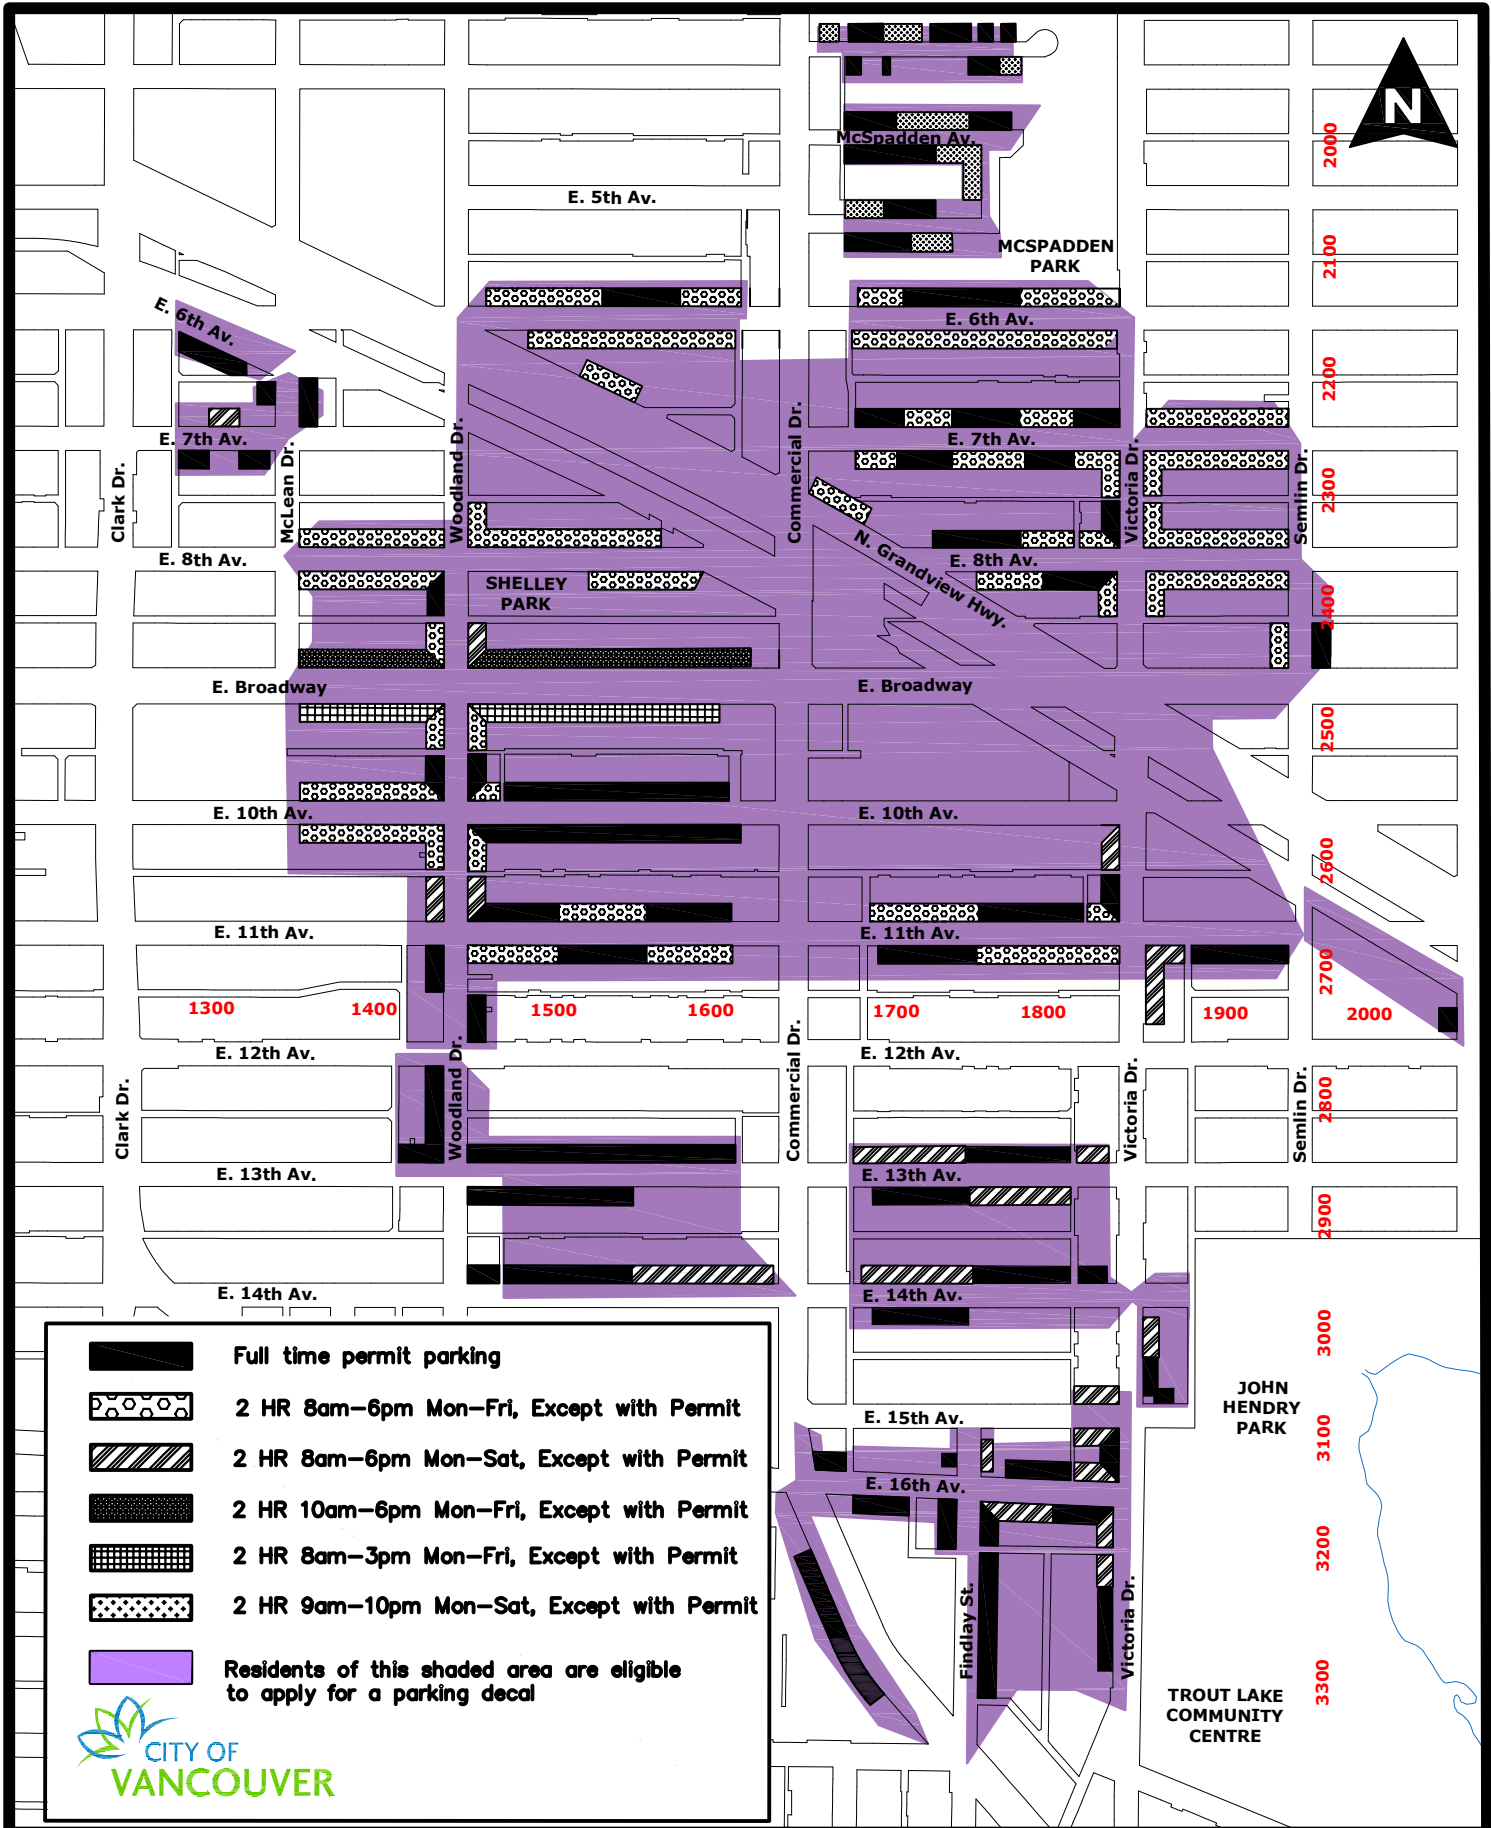 N
McSpadden Av.
2000
E. 5th Av.
MCSPADDEN
PARK
2100
E. 6th Av.
E. 6th Av.
2200
E. 7th Av.
E. 7th Av.
Clark Dr.
McLean Dr.
Woodland Dr.
Commercial Dr.
Victoria Dr.
Semlin Dr.
2300
E. 8th Av.
N. Grandview Hwy.
E. 8th Av.
SHELLEY
PARK
2400
E. Broadway
E. Broadway
2500
E. 10th Av.
E. 10th Av.
2600
E. 11th Av.
E. 11th Av.
2700
1300
1400
1500
1600
1700
1800
1900
2000
E. 12th Av.
E. 12th Av.
Clark Dr.
Woodland Dr.
Commercial Dr.
Victoria Dr.
Semlin Dr.
2800
E. 13th Av.
E. 13th Av.
2900
E. 14th Av.
E. 14th Av.
3000
JOHN
HENDRY
PARK
E. 15th Av.
3100
E. 16th Av.
3200
Findlay St.
Victoria Dr.
3300
TROUT LAKE
COMMUNITY
CENTRE
Full time permit parking
2 HR 8am-6pm Mon-Fri, Except with Permit
2 HR 8am-6pm Mon-Sat, Except with Permit
2 HR 10am-6pm Mon-Fri, Except with Permit
2 HR 8am-3pm Mon-Fri, Except with Permit
2 HR 9am-10pm Mon-Sat, Except with Permit
Residents of this shaded area are eligible
to apply for a parking decal
CITY OF
VANCOUVER